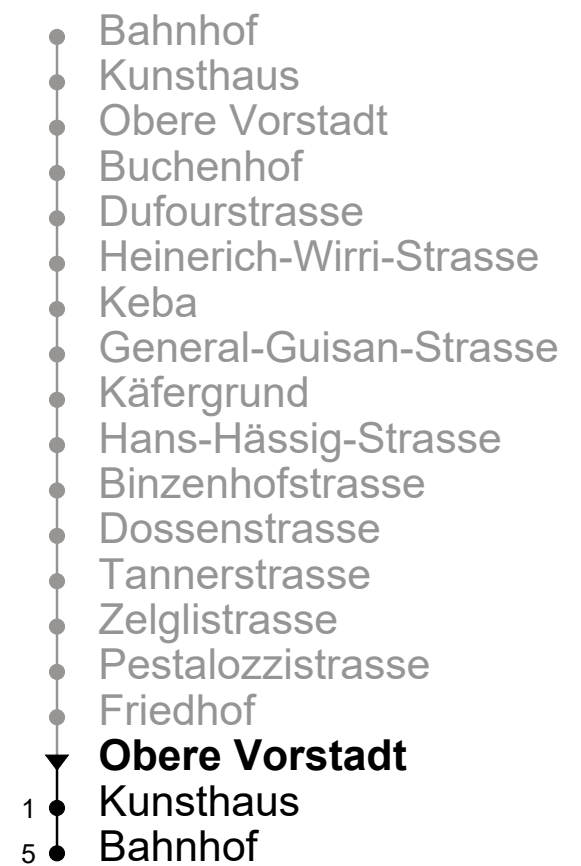 Bahnhof
Kunsthaus
Obere Vorstadt
Buchenhof
Dufourstrasse
Heinerich-Wirri-Strasse
Keba
General-Guisan-Strasse
Käfergrund
Hans-Hässig-Strasse
Binzenhofstrasse
Dossenstrasse
Tannerstrasse
Zelglistrasse
Pestalozzistrasse
Friedhof
Obere Vorstadt
1 Kunsthaus
5 Bahnhof